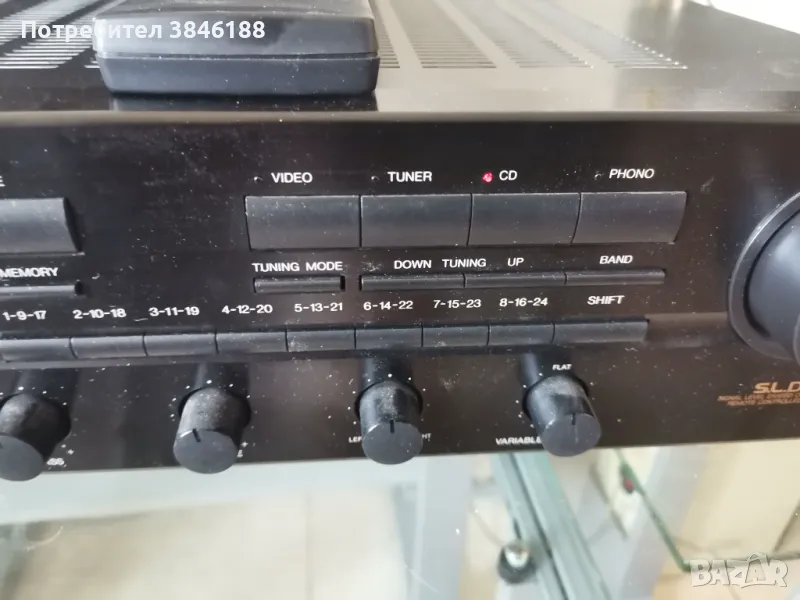 Потребител 3846188
VIDEO TUNER CD PHONO
MEMORY TUNING MODE DOWN TUNING UP BAND
1-9-17 2-10-18 3-11-19 4-12-20 5-13-21 6-14-22 7-15-23 8-16-24 SHIFT
FLAT
VARIABLE
S.L.D
BAZAR